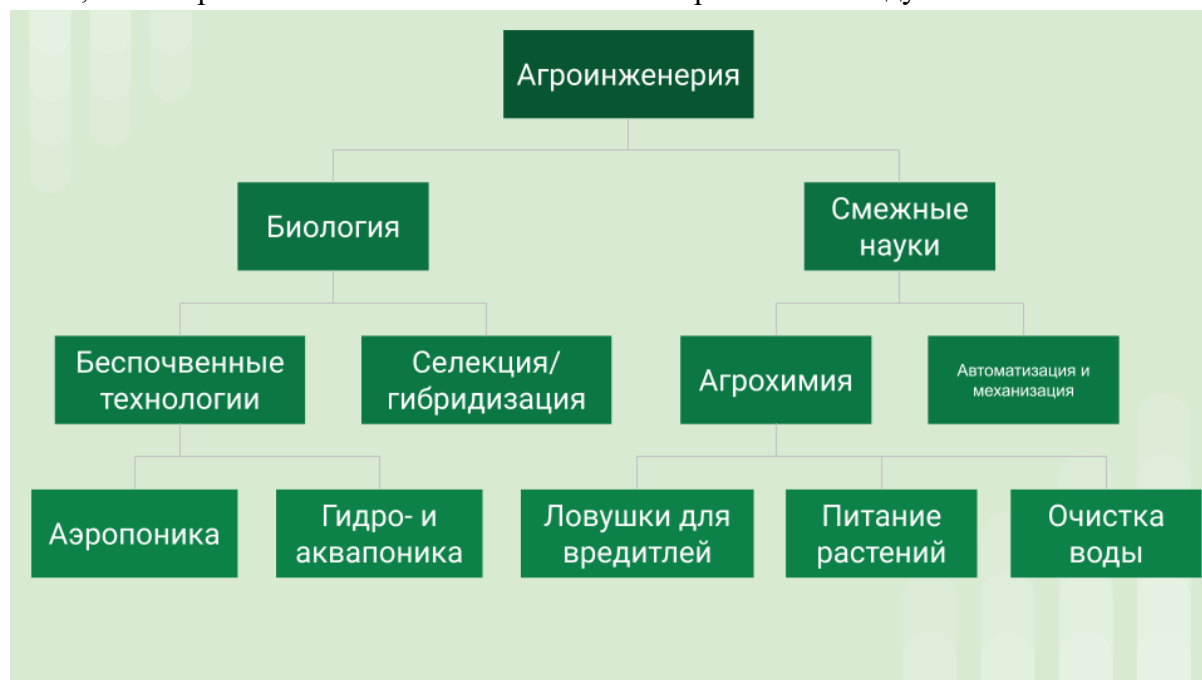 Агроинженерия
Биология
Смежные
науки
Беспочвенные
технологии
Селекция/
гибридизация
Агрохимия
Автоматизация и
механизация
Аэропоника
Гидро- и
аквапоника
Ловушки для
вредитлей
Питание
растений
Очистка
воды